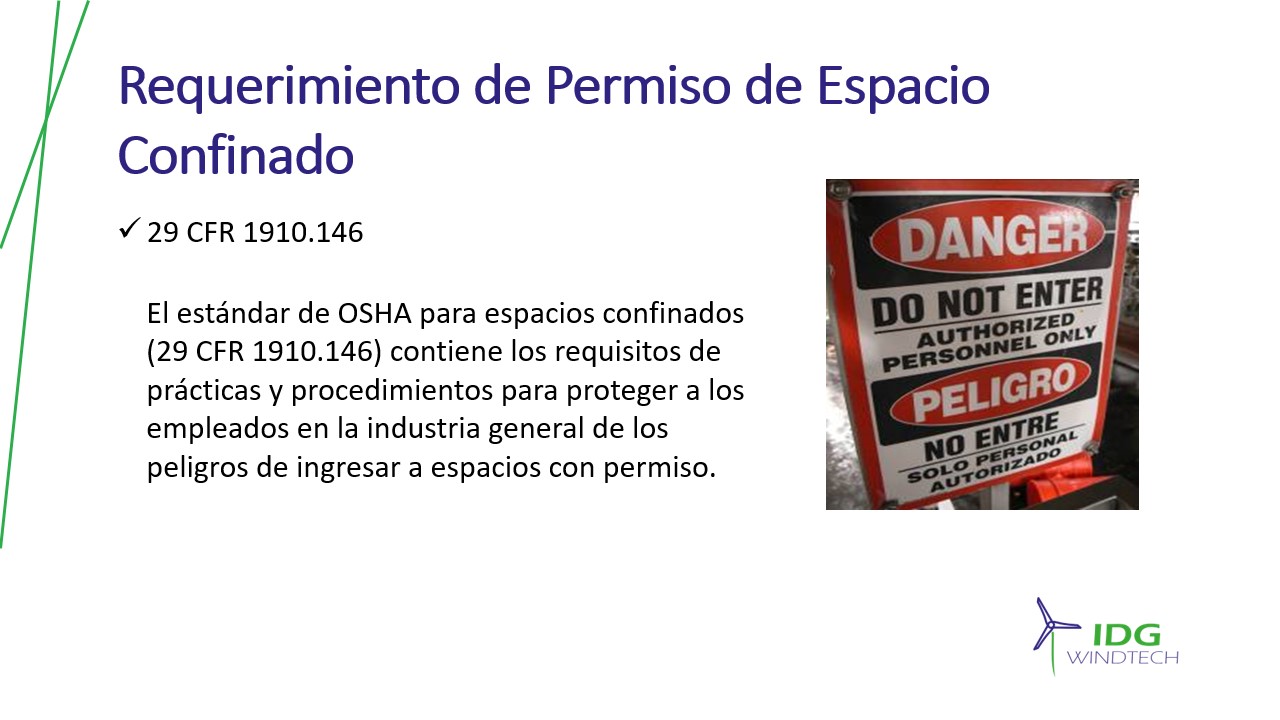 Requerimiento de Permiso de Espacio
Confinado
✓ 29 CFR 1910.146
El estándar de OSHA para espacios confinados
(29 CFR 1910.146) contiene los requisitos de
prácticas y procedimientos para proteger a los
empleados en la industria general de los
peligros de ingresar a espacios con permiso.
DANGER
DO NOT ENTER
AUTHORIZED
PERSONNEL ONLY
PELIGRO
NO ENTRE
SOLO PERSONAL
AUTORIZADO
IDG
WINDTECH